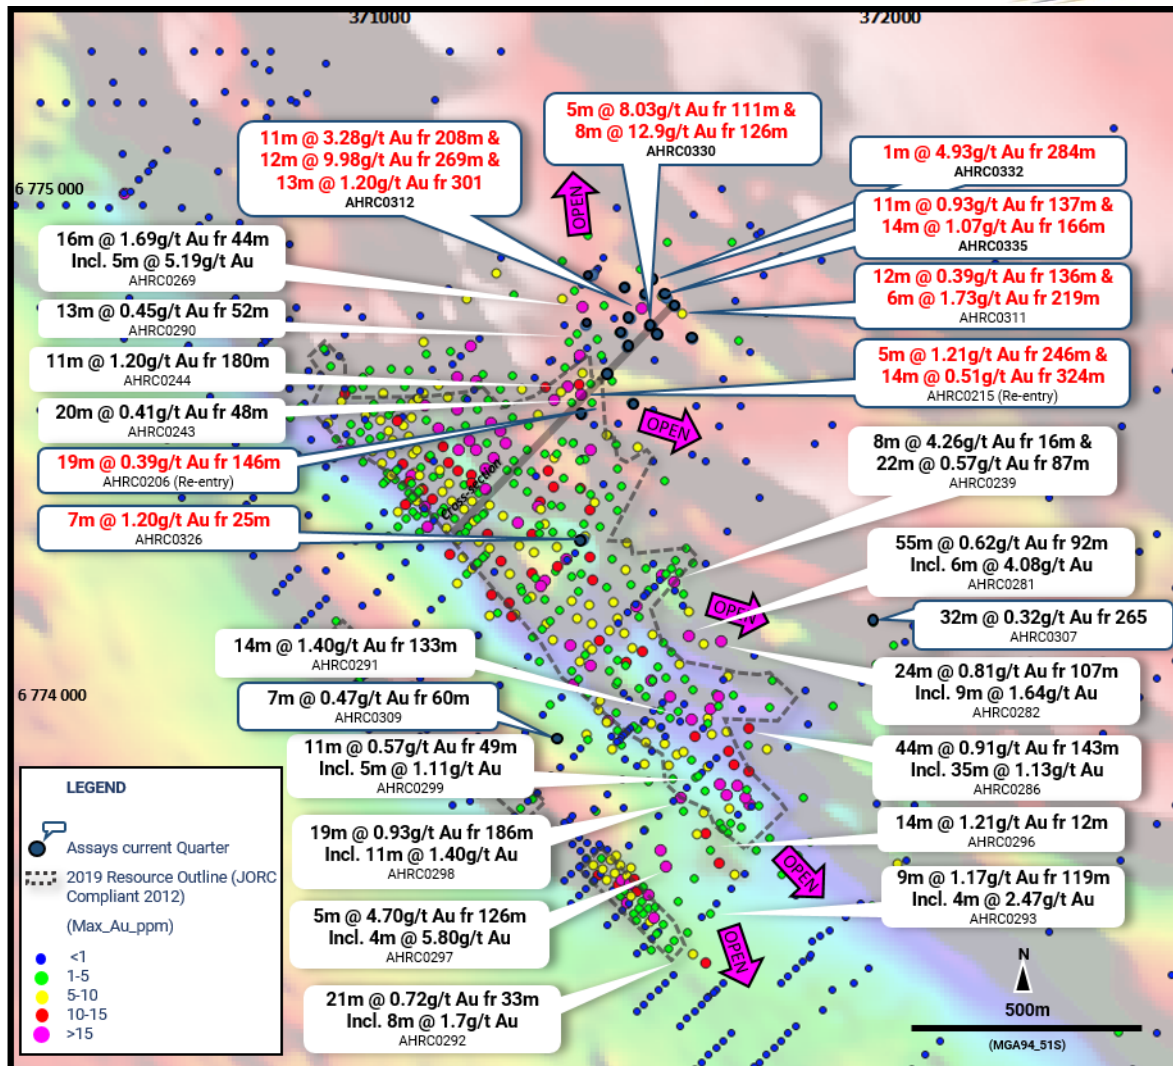 371000
372000
5m @ 8.03g/t Au fr 111m &
8m @ 12.9g/t Au fr 126m
AHRC0330
11m @ 3.28g/t Au fr 208m &
12m @ 9.98g/t Au fr 269m &
13m @ 1.20g/t Au fr 301
AHRC0312
1m @ 4.93g/t Au fr 284m
AHRC0332
6 775 000
OPEN
11m @ 0.93g/t Au fr 137m &
14m @ 1.07g/t Au fr 166m
AHRC0335
16m @ 1.69g/t Au fr 44m
Incl. 5m @ 5.19g/t Au
AHRC0269
12m @ 0.39g/t Au fr 136m &
6m @ 1.73g/t Au fr 219m
AHRC0311
13m @ 0.45g/t Au fr 52m
AHRC0290
11m @ 1.20g/t Au fr 180m
AHRC0244
5m @ 1.21g/t Au fr 246m &
14m @ 0.51g/t Au fr 324m
AHRC0215 (Re-entry)
20m @ 0.41g/t Au fr 48m
AHRC0243
OPEN
8m @ 4.26g/t Au fr 16m &
22m @ 0.57g/t Au fr 87m
AHRC0239
19m @ 0.39g/t Au fr 146m
AHRC0206 (Re-entry)
Cross-section
7m @ 1.20g/t Au fr 25m
AHRC0326
55m @ 0.62g/t Au fr 92m
Incl. 6m @ 4.08g/t Au
AHRC0281
OPEN
32m @ 0.32g/t Au fr 265
AHRC0307
14m @ 1.40g/t Au fr 133m
AHRC0291
24m @ 0.81g/t Au fr 107m
Incl. 9m @ 1.64g/t Au
AHRC0282
6 774 000
7m @ 0.47g/t Au fr 60m
AHRC0309
11m @ 0.57g/t Au fr 49m
Incl. 5m @ 1.11g/t Au
AHRC0299
44m @ 0.91g/t Au fr 143m
Incl. 35m @ 1.13g/t Au
AHRC0286
19m @ 0.93g/t Au fr 186m
Incl. 11m @ 1.40g/t Au
AHRC0298
14m @ 1.21g/t Au fr 12m
AHRC0296
OPEN
9m @ 1.17g/t Au fr 119m
Incl. 4m @ 2.47g/t Au
AHRC0293
5m @ 4.70g/t Au fr 126m
Incl. 4m @ 5.80g/t Au
AHRC0297
OPEN
21m @ 0.72g/t Au fr 33m
Incl. 8m @ 1.7g/t Au
AHRC0292
LEGEND
Assays current Quarter
2019 Resource Outline (JORC
Compliant 2012)
(Max_Au_ppm)
<1
1-5
5-10
10-15
>15
N
500m
(MGA94_51S)